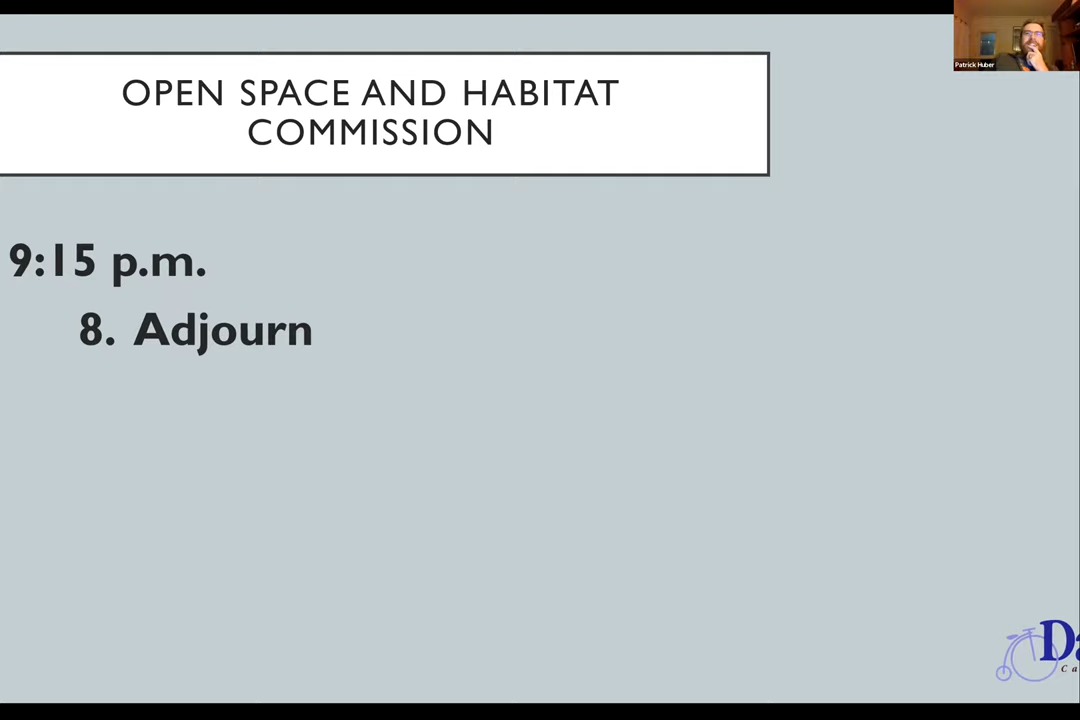 Patrick Huber
OPEN SPACE AND HABITAT
COMMISSION
9:15 p.m.
8. Adjourn